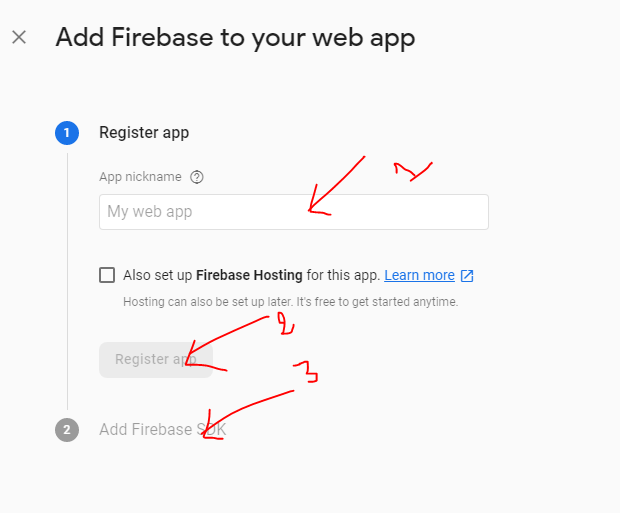 Add Firebase to your web app
1 Register app
App nickname
My web app
1
Also set up Firebase Hosting for this app. Learn more
Hosting can also be set up later. It's free to get started anytime.
2
Register app
3
2 Add Firebase SDK